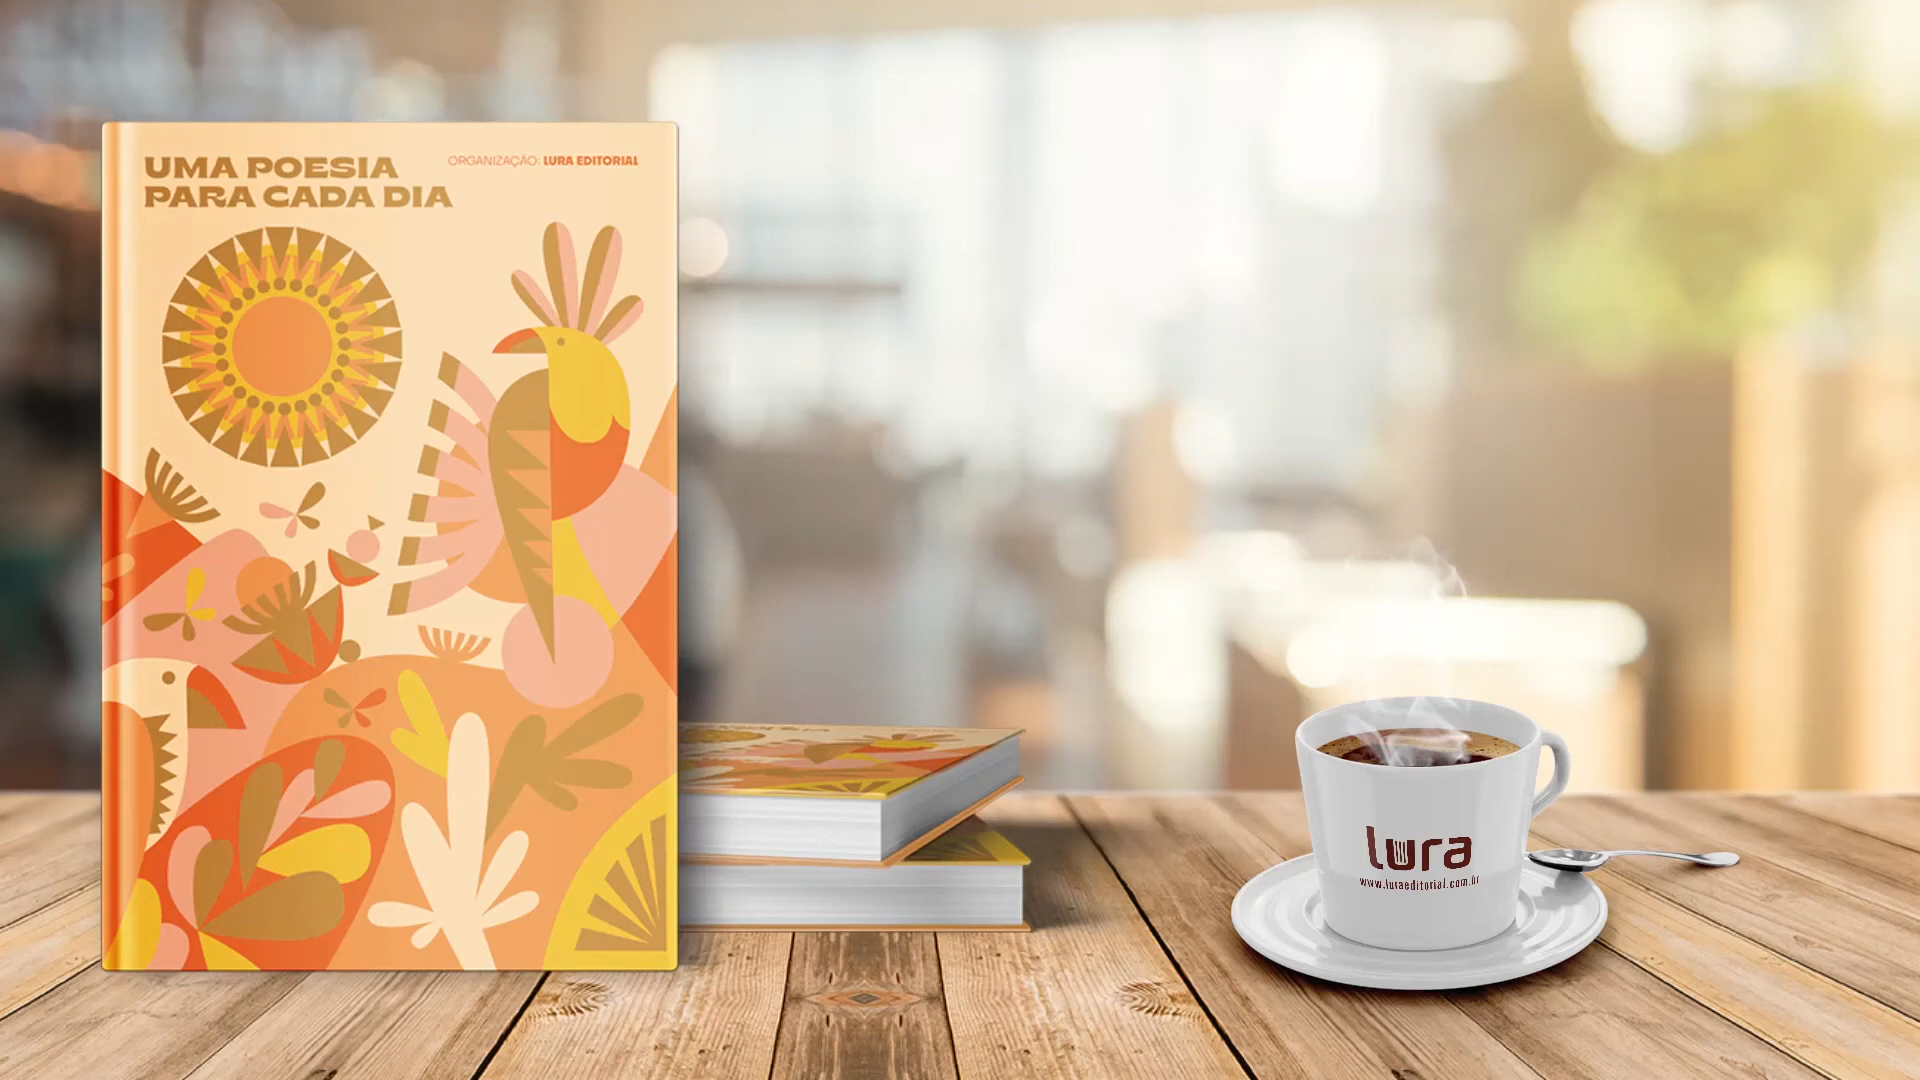 UMA POESIA
PARA CADA DIA
ORGANIZAÇÃO: LURA EDITORIAL
lura
www.luraeditorial.com.br